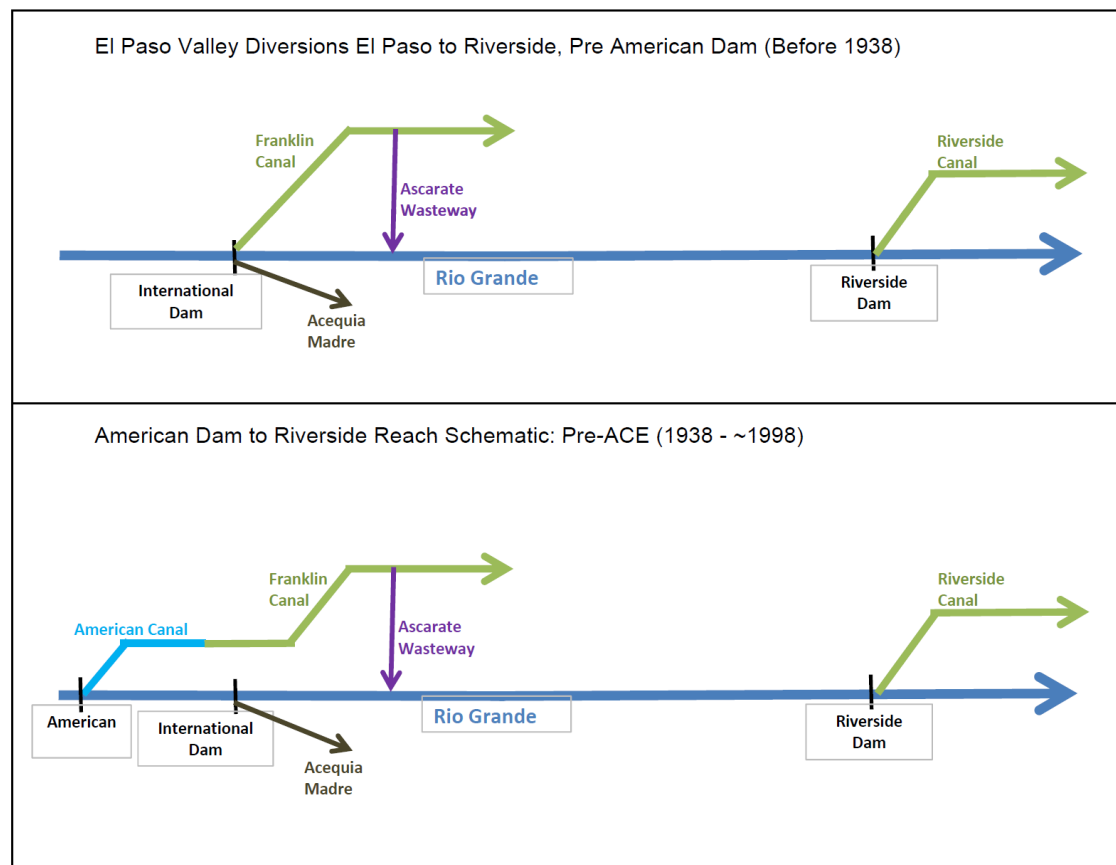 El Paso Valley Diversions El Paso to Riverside, Pre American Dam (Before 1938)
Franklin
Canal
Ascarate
Wasteway
Riverside
Canal
Rio Grande
International
Dam
Acequia
Madre
Riverside
Dam
American Dam to Riverside Reach Schematic: Pre-ACE (1938 - ~1998)
American Canal
Franklin
Canal
Ascarate
Wasteway
Riverside
Canal
Rio Grande
American
International
Dam
Acequia
Madre
Riverside
Dam